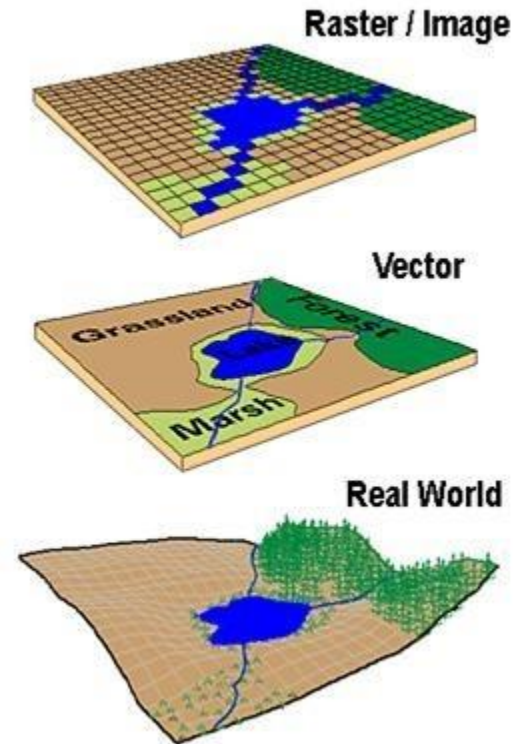 Raster / Image
Vector
Grassland
Forest
Lake
Marsh
Real World